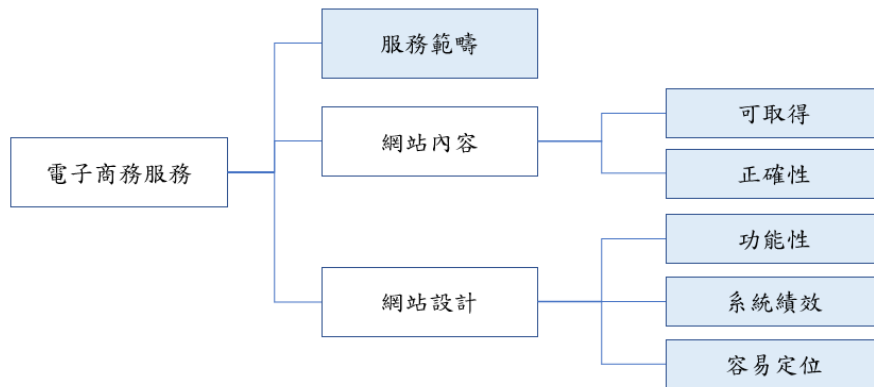 服務範疇
可取得
網站內容
電子商務服務
正確性
功能性
網站設計
系統績效
容易定位